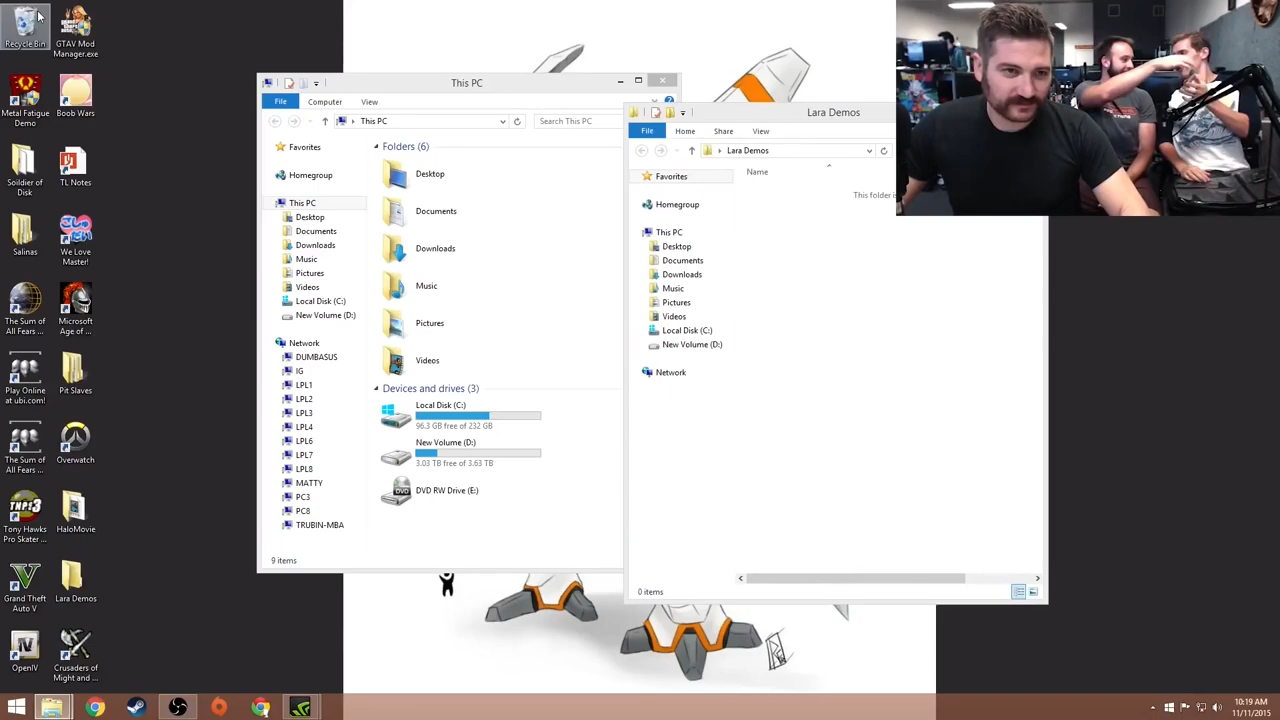 Recycle Bin
GTAV Mod
Manager.exe
Metal Fatigue
Demo
Boob Wars
Soldier of
Disk
TL Notes
Salinas
We Love
Master!
The Sum of
All Fears ...
Microsoft
Age of ...
Play Online
at ubi.com!
Pit Slaves
The Sum of
All Fears ...
Overwatch
Tony Hawks
Pro Skater ...
HaloMovie
Grand Theft
Auto V
Lara Demos
OpenIV
Crusaders of
Might and ...
This PC
File
Computer
View
This PC
Search This PC
Favorites
Homegroup
This PC
Desktop
Documents
Downloads
Music
Pictures
Videos
Local Disk (C:)
New Volume (D:)
Network
DUMBASUS
IG
LPL1
LPL2
LPL3
LPL4
LPL6
LPL7
LPL8
MATTY
PC3
PC8
TRUBIN-MBA
Folders (6)
Desktop
Documents
Downloads
Music
Pictures
Videos
Devices and drives (3)
Local Disk (C:)
96.3 GB free of 232 GB
New Volume (D:)
3.03 TB free of 3.63 TB
DVD RW Drive (E:)
DVD
9 items
Lara Demos
File
Home
Share
View
Lara Demos
Name
This folder is
Favorites
Homegroup
This PC
Desktop
Documents
Downloads
Music
Pictures
Videos
Local Disk (C:)
New Volume (D:)
Network
0 items
10:19 AM
11/11/2015